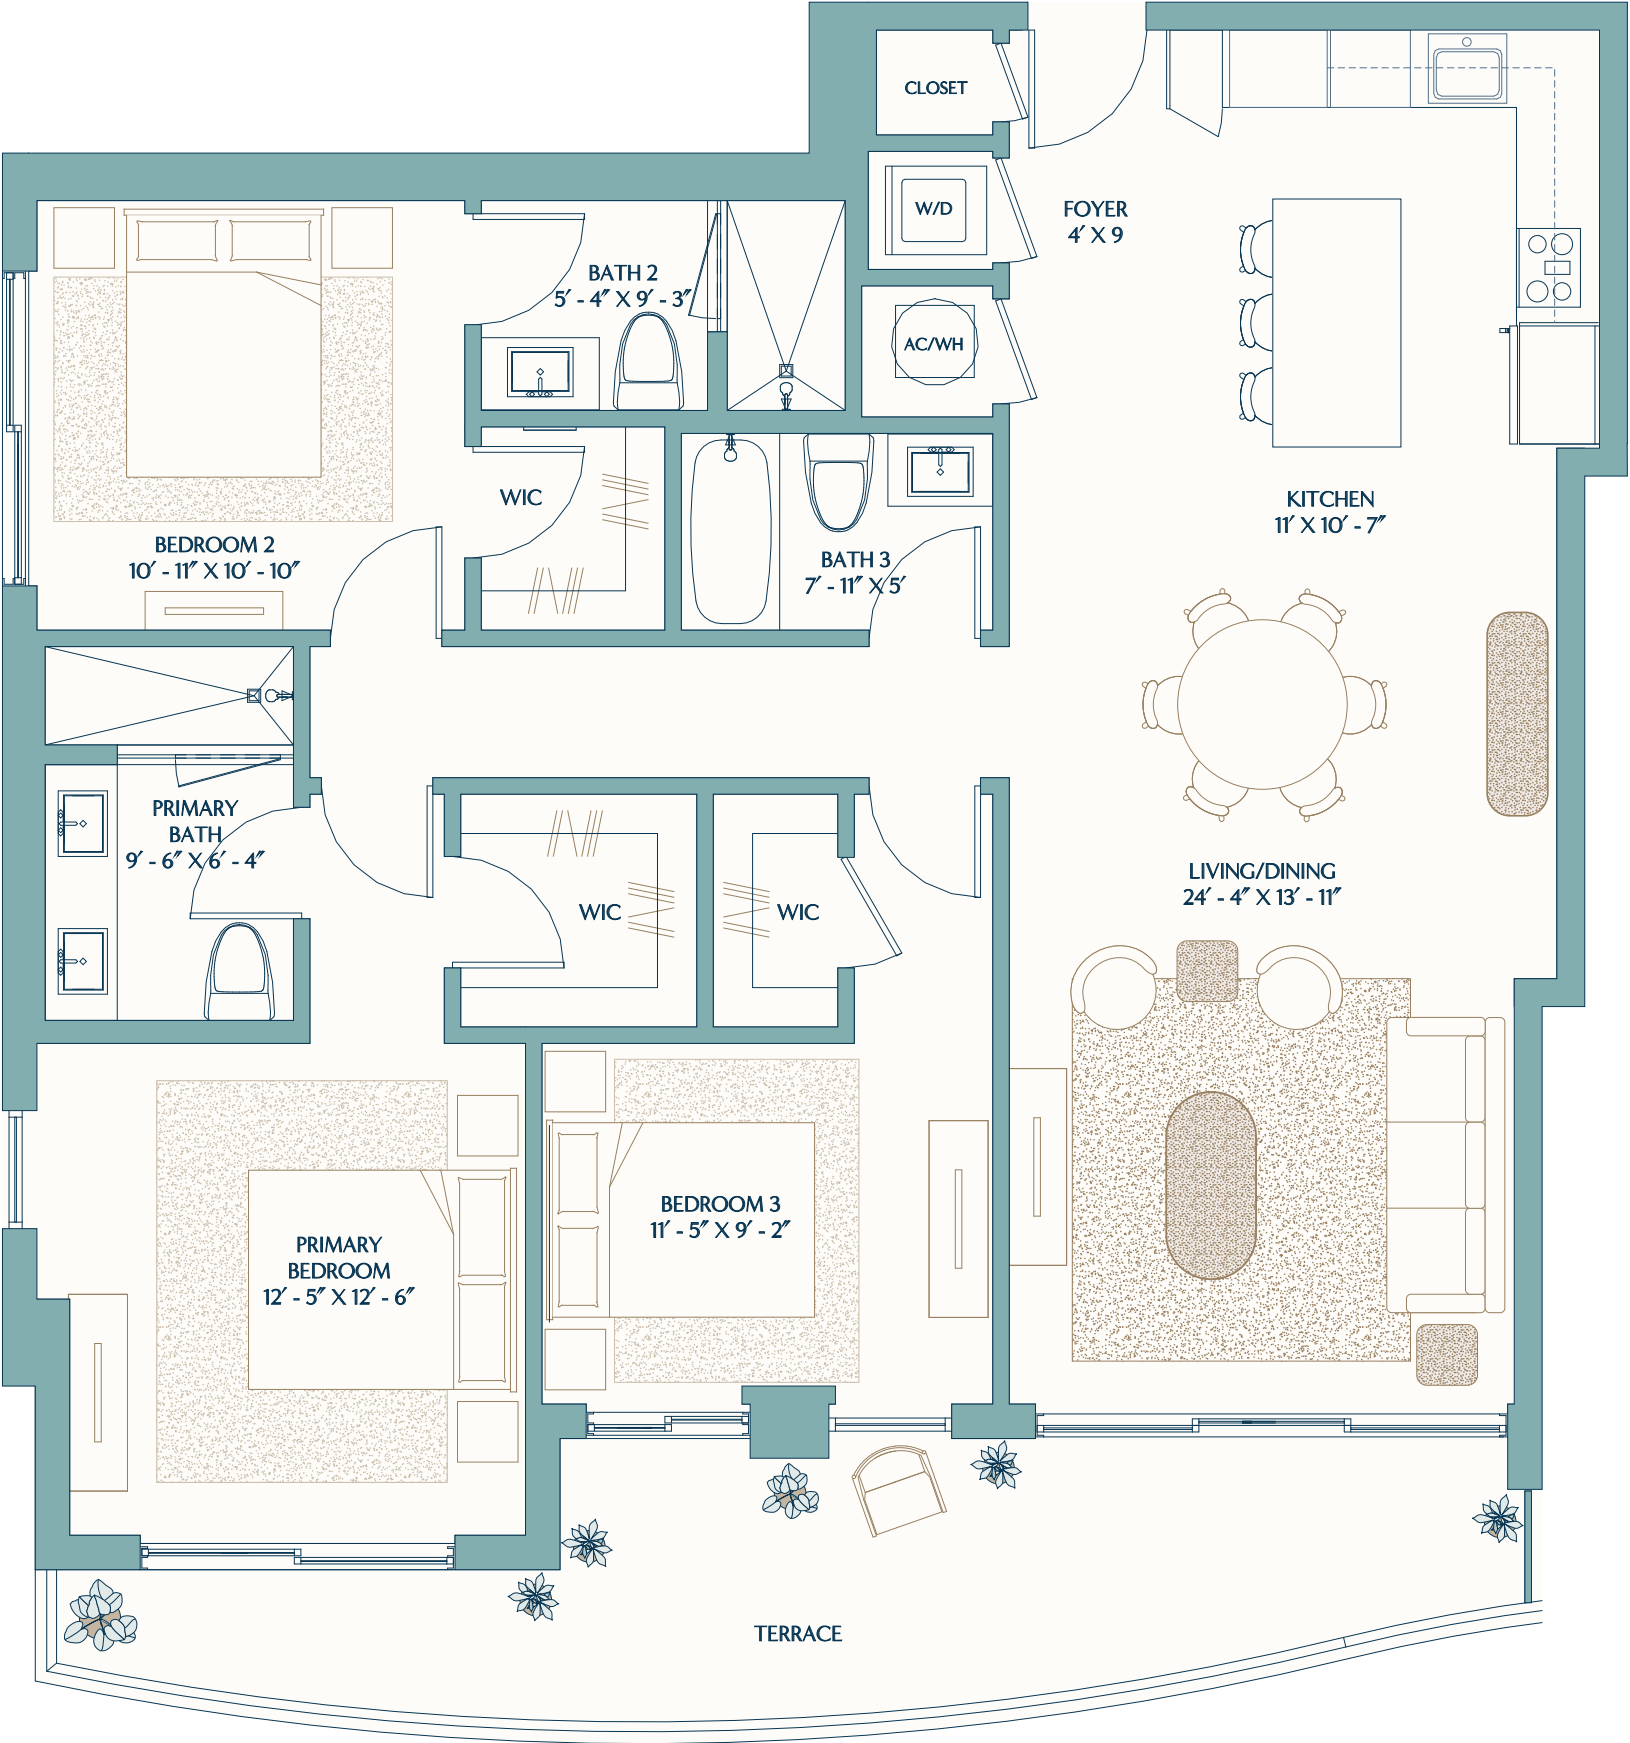 CLOSET
W/D
FOYER
4′ X 9
BATH 2
5′ - 4″ X 9′ - 3″
AC/WH
WIC
KITCHEN
11′ X 10′ - 7″
BEDROOM 2
10′ - 11″ X 10′ - 10″
BATH 3
7′ - 11″ X 5′
PRIMARY
BATH
9′ - 6″ X 6′ - 4″
WIC
WIC
LIVING/DINING
24′ - 4″ X 13′ - 11″
BEDROOM 3
11′ - 5″ X 9′ - 2″
PRIMARY
BEDROOM
12′ - 5″ X 12′ - 6″
TERRACE